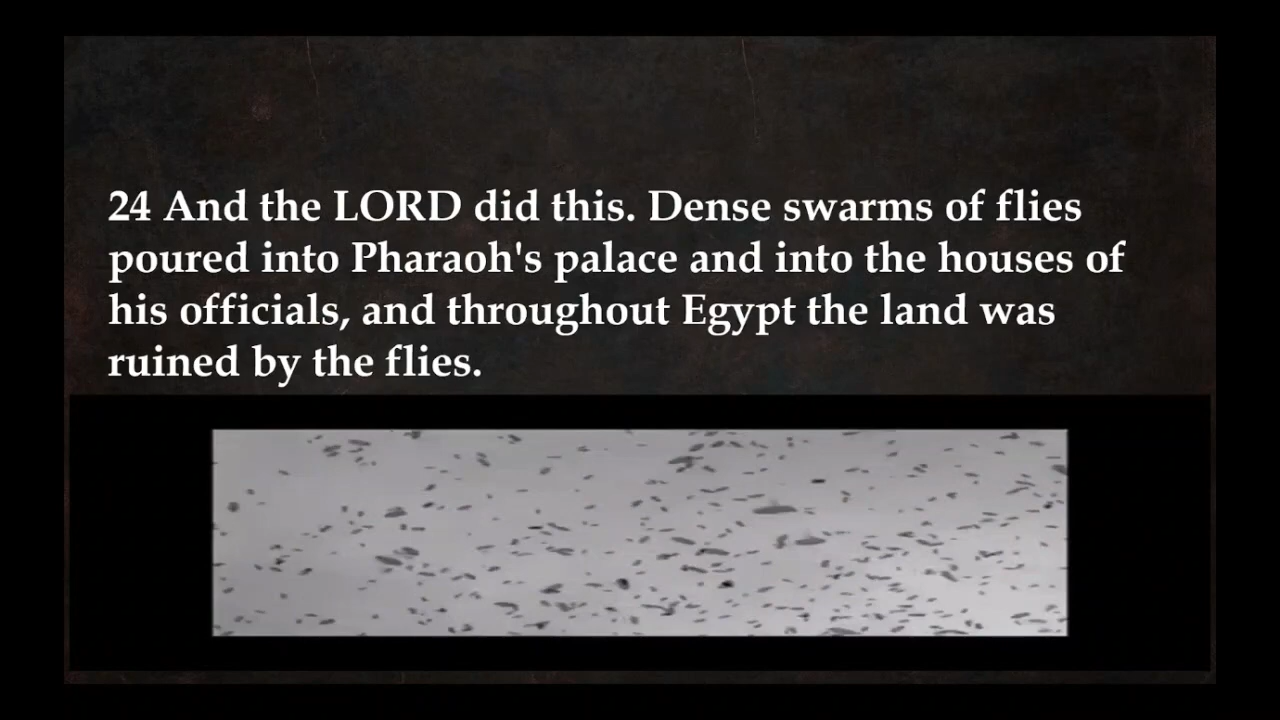 24 And the LORD did this. Dense swarms of flies
poured into Pharaoh's palace and into the houses of
his officials, and throughout Egypt the land was
ruined by the flies.